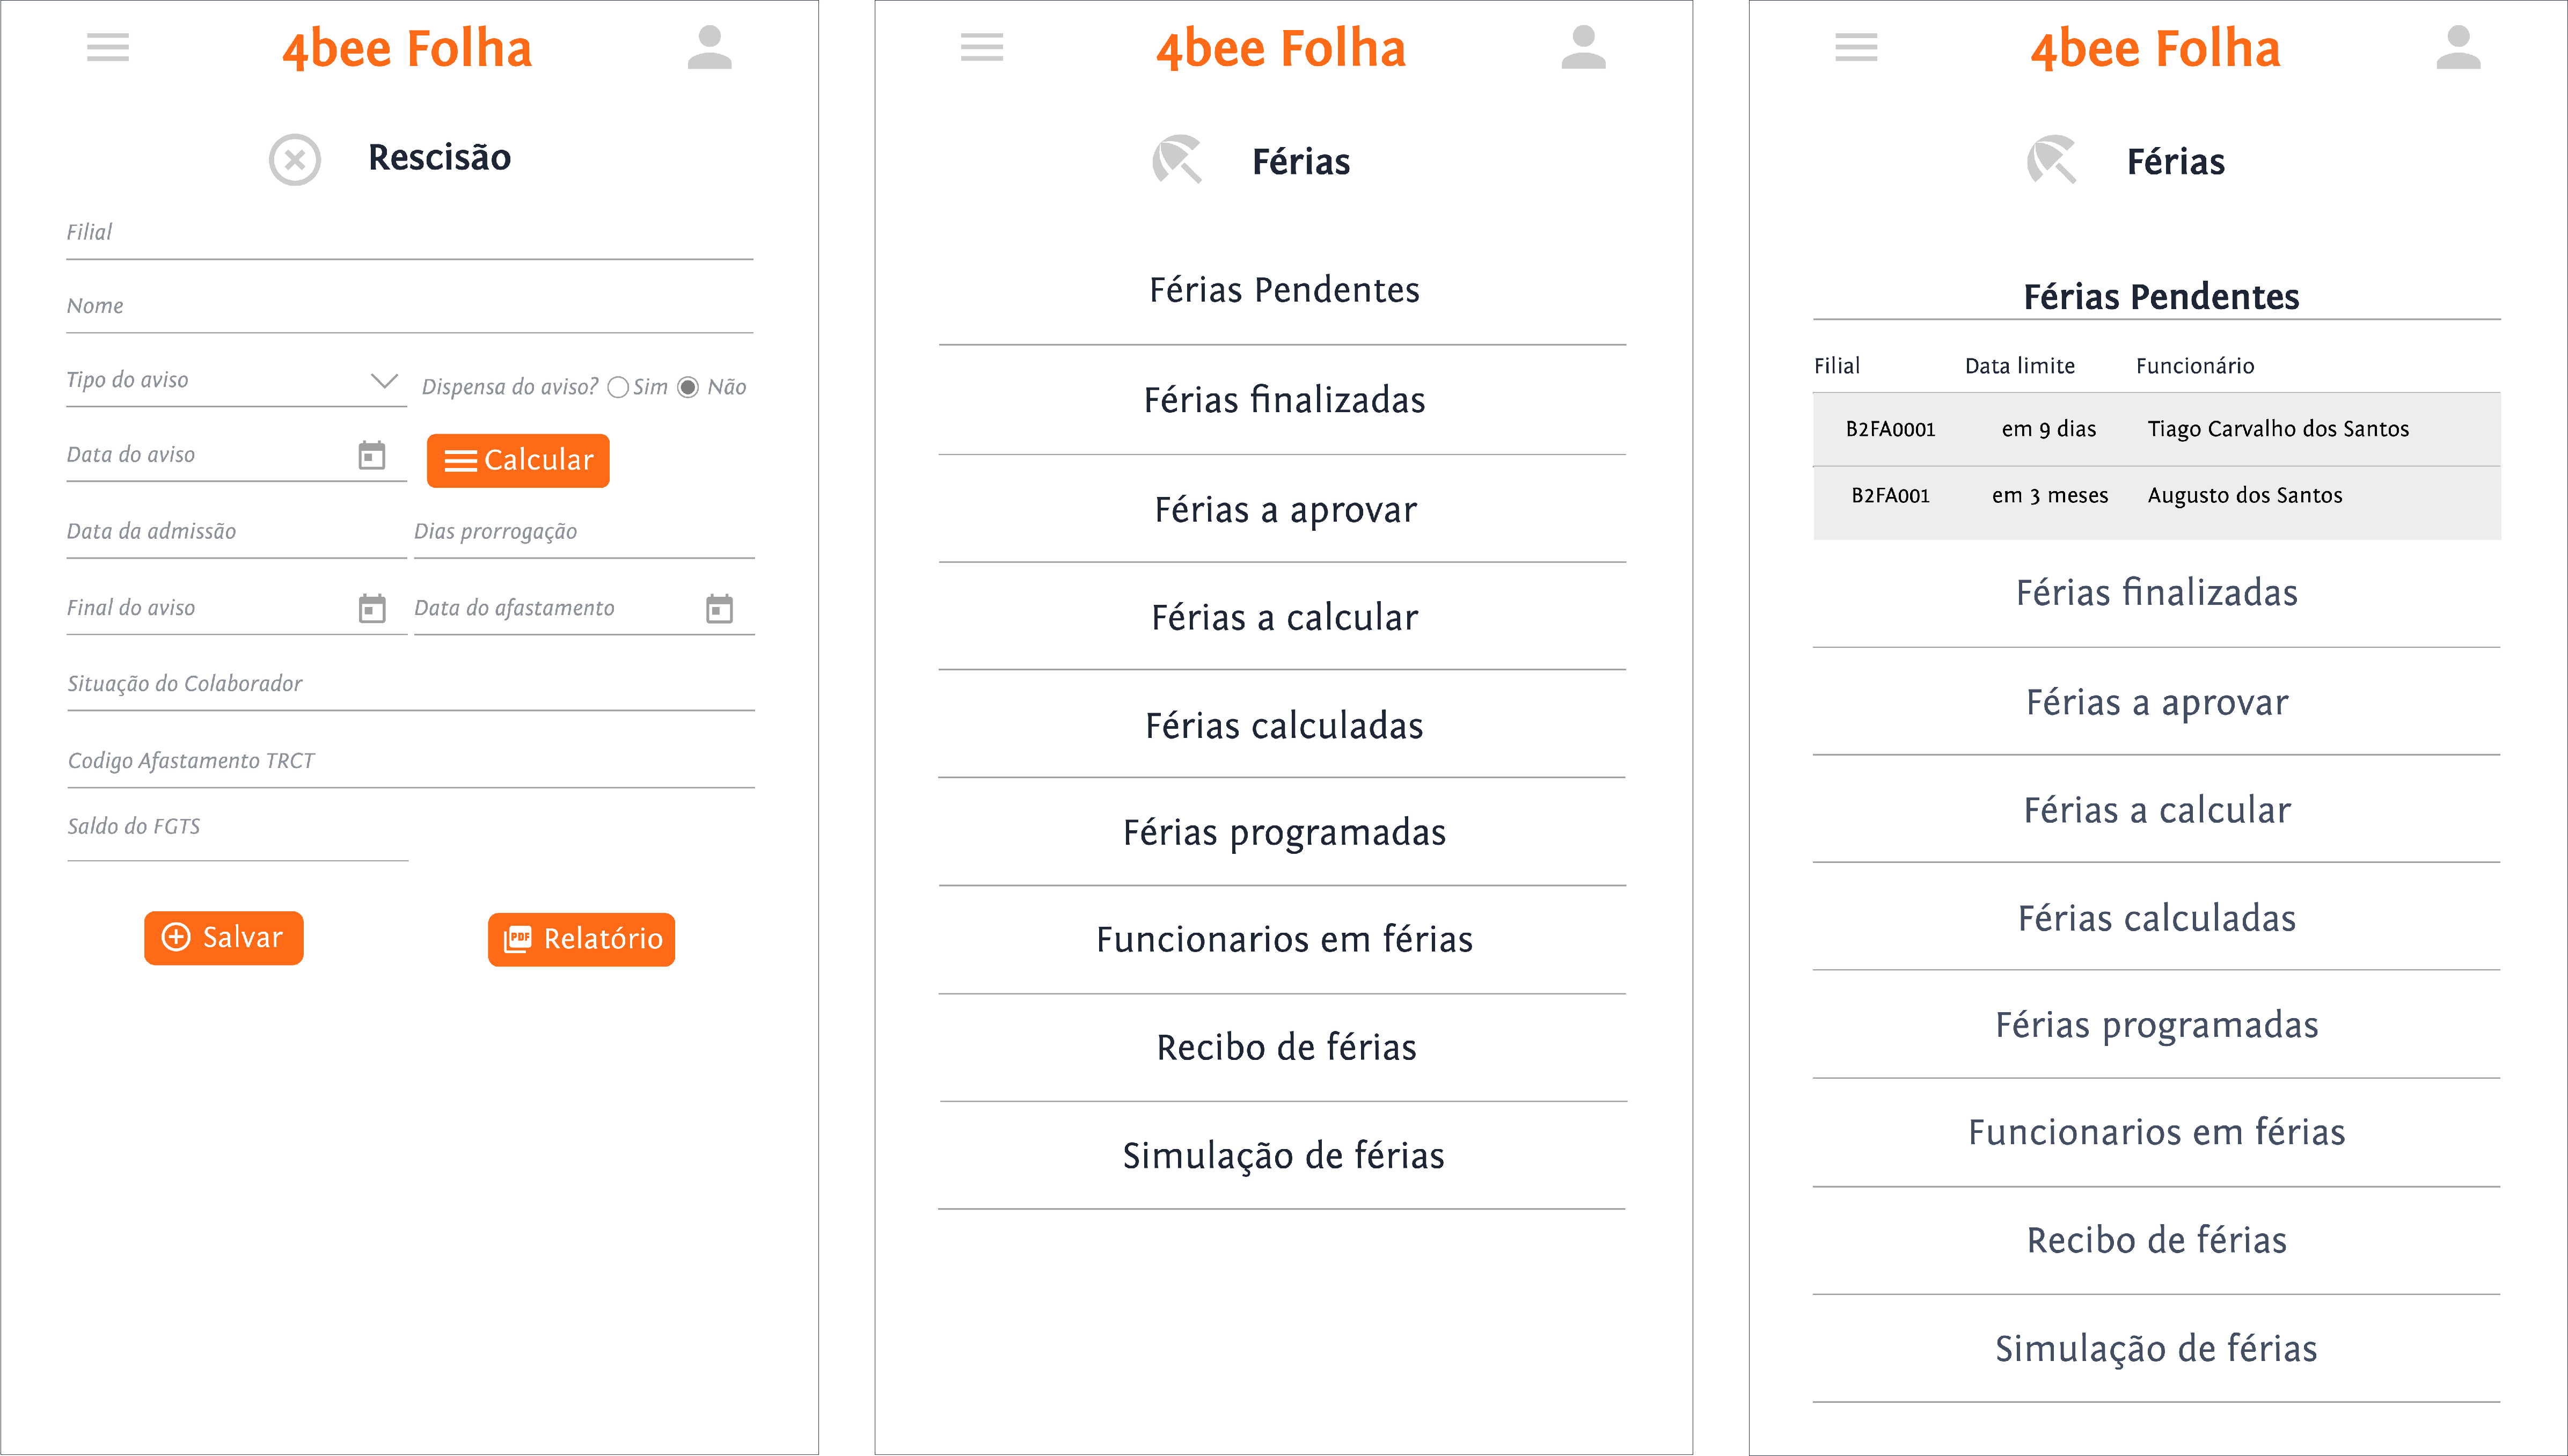 4bee Folha
Rescisão
Filial
Nome
Tipo do aviso
Dispensa do aviso? Sim Não
Data do aviso
Calcular
Data da admissão
Dias prorrogação
Final do aviso
Data do afastamento
Situação do Colaborador
Codigo Afastamento TRCT
Saldo do FGTS
Salvar
PDF Relatório
4bee Folha
Férias
Férias Pendentes
Férias finalizadas
Férias a aprovar
Férias a calcular
Férias calculadas
Férias programadas
Funcionarios em férias
Recibo de férias
Simulação de férias
4bee Folha
Férias
Férias Pendentes
Filial Data limite Funcionário
B2FA0001 em 9 dias Tiago Carvalho dos Santos
B2FA001 em 3 meses Augusto dos Santos
Férias finalizadas
Férias a aprovar
Férias a calcular
Férias calculadas
Férias programadas
Funcionarios em férias
Recibo de férias
Simulação de férias